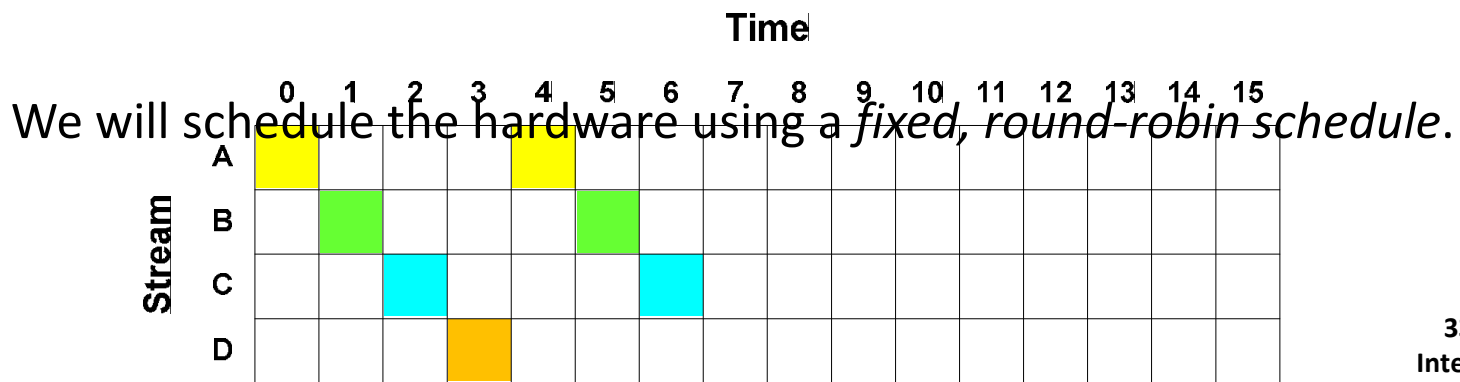 Time
0 1 2 3 4 5 6 7 8 9 10 11 12 13 14 15
We will schedule the hardware using a fixed, round-robin schedule.
A
B
Stream
C
D